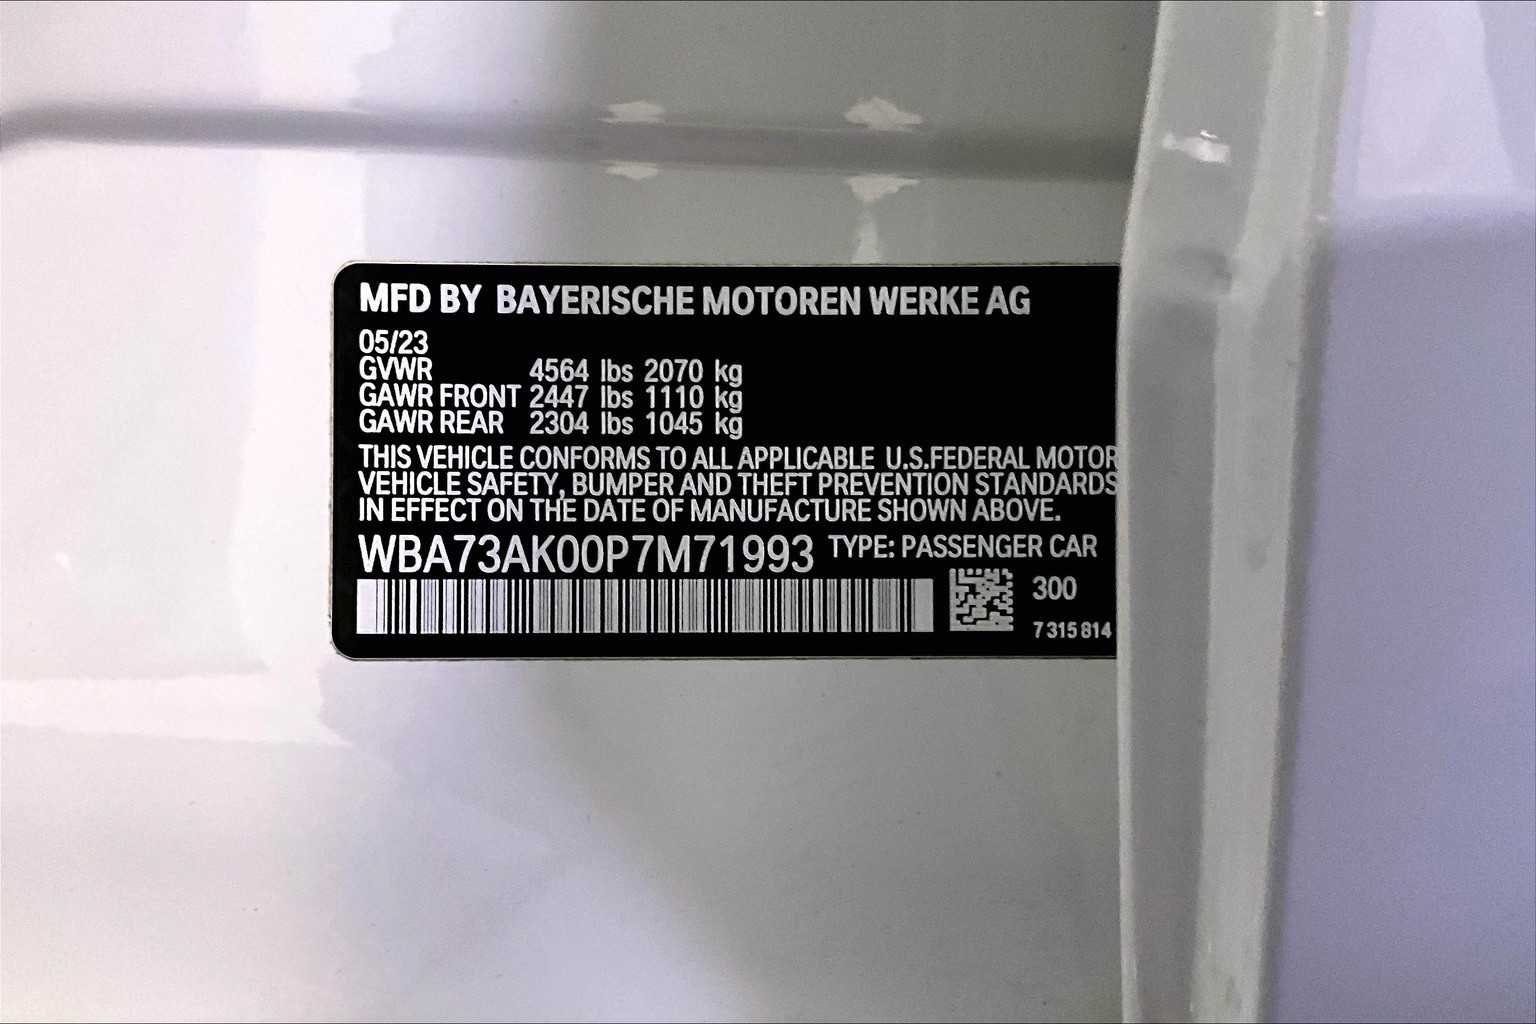 MFD BY BAYERISCHE MOTOREN WERKE AG
05/23
GVWR 4564 lbs 2070 kg
GAWR FRONT 2447 lbs 1110 kg
GAWR REAR 2304 lbs 1045 kg
THIS VEHICLE CONFORMS TO ALL APPLICABLE U.S.FEDERAL MOTOR
VEHICLE SAFETY, BUMPER AND THEFT PREVENTION STANDARDS
IN EFFECT ON THE DATE OF MANUFACTURE SHOWN ABOVE.
WBA73AK00P7M71993 TYPE: PASSENGER CAR
300
7 315 814